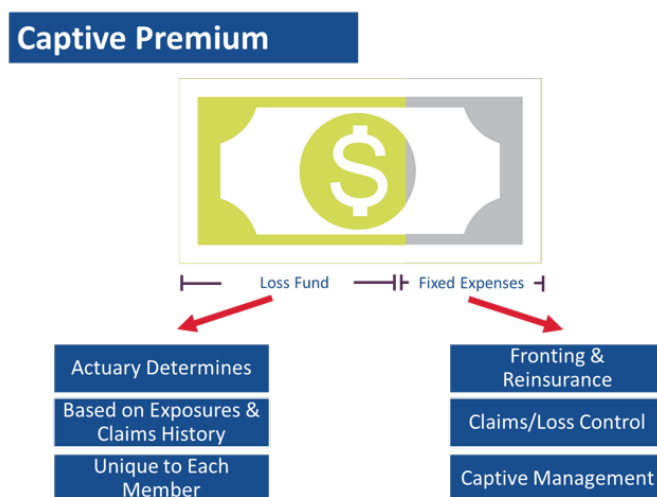 Captive Premium
$
Loss Fund
Fixed Expenses
Actuary Determines
Based on Exposures &
Claims History
Unique to Each
Member
Fronting &
Reinsurance
Claims/Loss Control
Captive Management